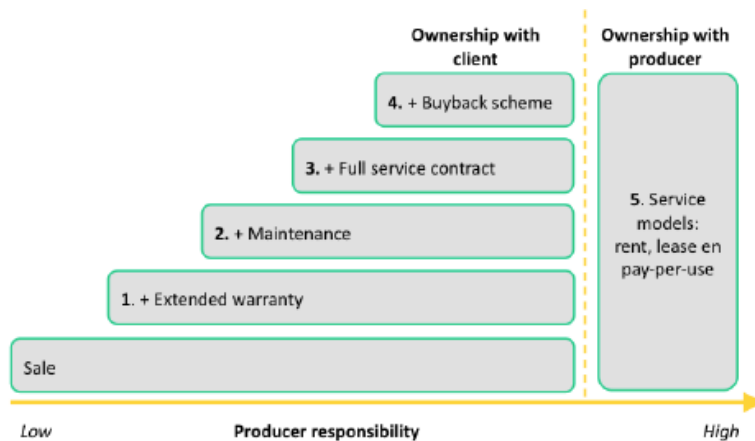 Ownership with
client
Ownership with
producer
4. + Buyback scheme
3. + Full service contract
2. + Maintenance
1. + Extended warranty
Sale
5. Service
models:
rent, lease en
pay-per-use
Low
Producer responsibility
High